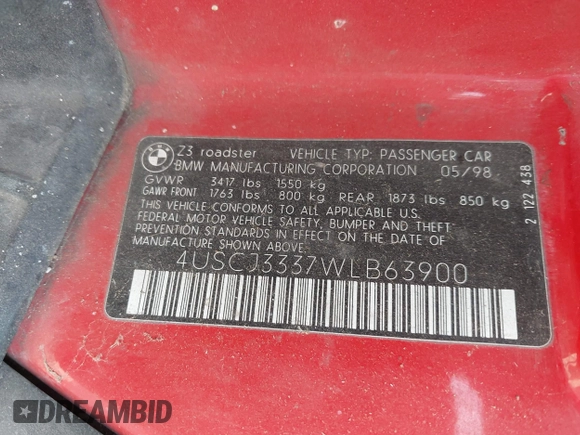 BMW
Z3 roadster VEHICLE TYP: PASSENGER CAR
BMW MANUFACTURING CORPORATION 05/98
GVWR 3417 lbs 1550 kg
GAWR FRONT 1763 lbs 800 kg REAR 1873 lbs 850 kg
THIS VEHICLE CONFORMS TO ALL APPLICABLE U.S.
FEDERAL MOTOR VEHICLE SAFETY, BUMPER AND THEFT
PREVENTION STANDARDS IN EFFECT ON THE DATE OF
MANUFACTURE SHOWN ABOVE.
4USCJ3337WLB63900
2 122 438
DREAMBID